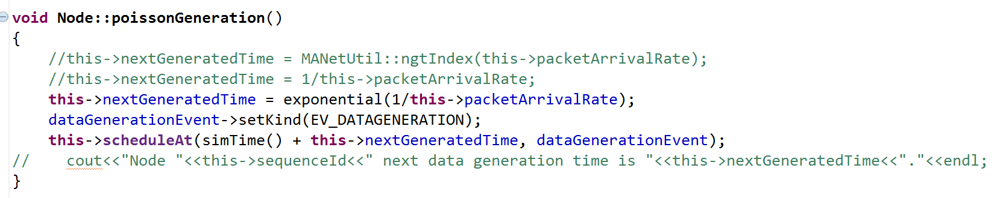 void Node::poissonGeneration()
{
    //this->nextGeneratedTime = MANetUtil::ngtIndex(this->packetArrivalRate);
    //this->nextGeneratedTime = 1/this->packetArrivalRate;
    this->nextGeneratedTime = exponential(1/this->packetArrivalRate);
    dataGenerationEvent->setKind(EV_DATAGENERATION);
    this->scheduleAt(simTime() + this->nextGeneratedTime, dataGenerationEvent);
//    cout<<"Node "<<this->sequenceId<<" next data generation time is "<<this->nextGeneratedTime<<"."<<endl;
}